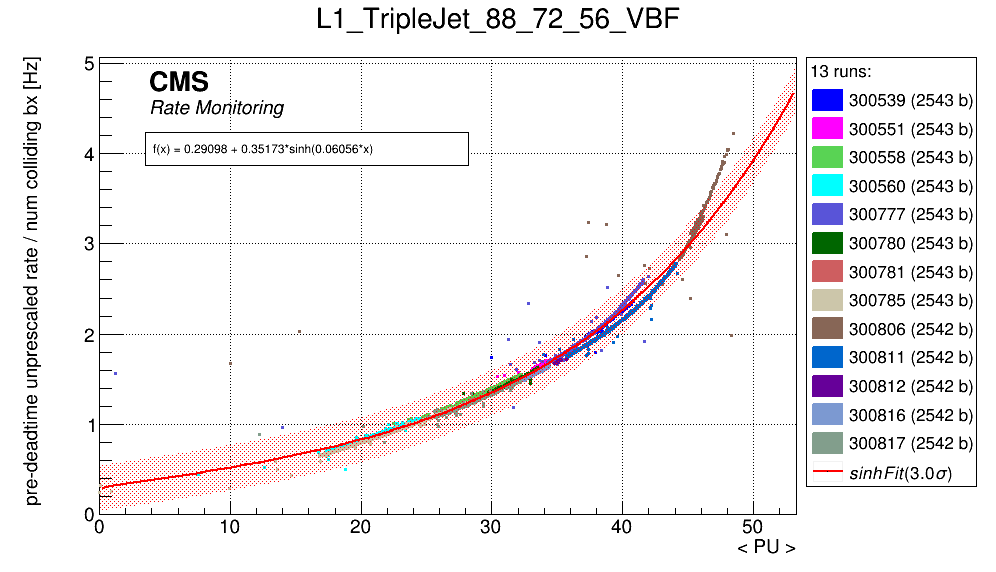 L1_TripleJet_88_72_56_VBF
pre-deadtime unprescaled rate / num colliding bx [Hz]
CMS
Rate Monitoring
f(x) = 0.29098 + 0.35173*sinh(0.06056*x)
5
4
3
2
1
0
0 10 20 30 40 50
< PU >
13 runs:
300539 (2543 b)
300551 (2543 b)
300558 (2543 b)
300560 (2543 b)
300777 (2543 b)
300780 (2543 b)
300781 (2543 b)
300785 (2543 b)
300806 (2542 b)
300811 (2542 b)
300812 (2542 b)
300816 (2542 b)
300817 (2542 b)
sinhFit(3.0σ)